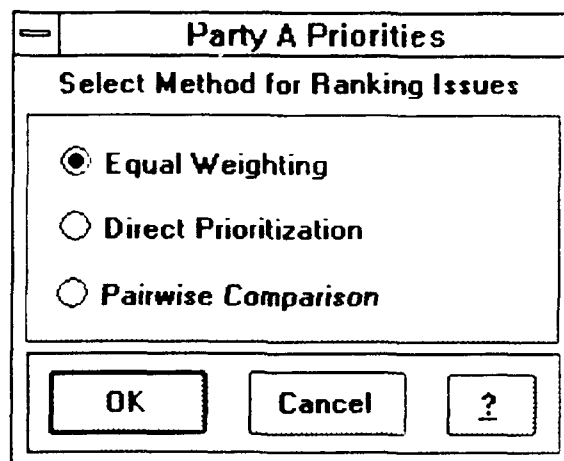 Party A Priorities
Select Method for Ranking Issues
Equal Weighting
Direct Prioritization
Pairwise Comparison
OK Cancel ?